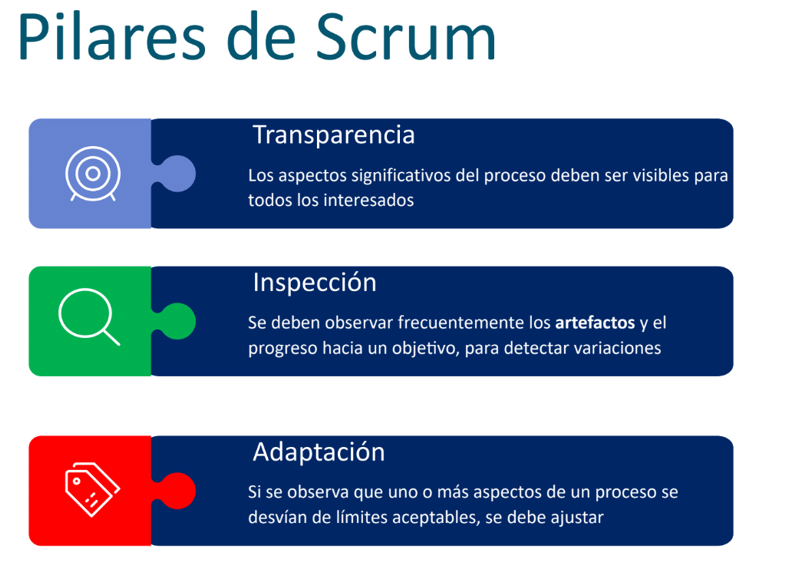 Pilares de Scrum
Transparencia
Los aspectos significativos del proceso deben ser visibles para
todos los interesados
Inspección
Se deben observar frecuentemente los artefactos y el
progreso hacia un objetivo, para detectar variaciones
Adaptación
Si se observa que uno o más aspectos de un proceso se
desvían de límites aceptables, se debe ajustar